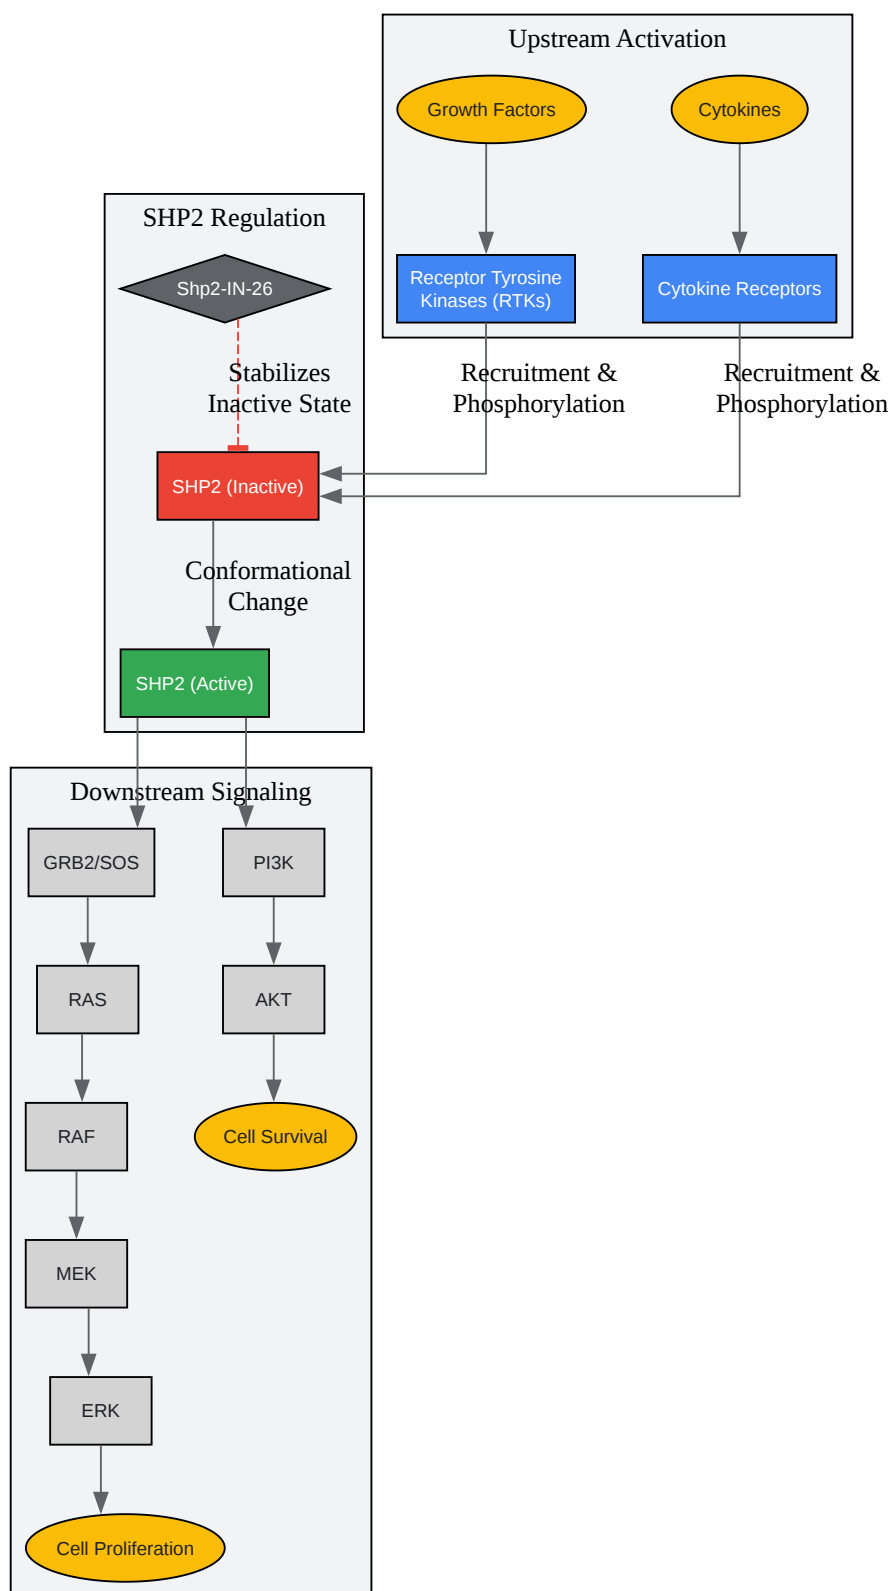 Upstream Activation
Growth Factors
Cytokines
Receptor Tyrosine
Kinases (RTKs)
Cytokine Receptors
Recruitment &
Phosphorylation
Recruitment &
Phosphorylation
SHP2 Regulation
Shp2-IN-26
Stabilizes
Inactive State
SHP2 (Inactive)
Conformational
Change
SHP2 (Active)
Downstream Signaling
GRB2/SOS
PI3K
RAS
AKT
RAF
Cell Survival
MEK
ERK
Cell Proliferation